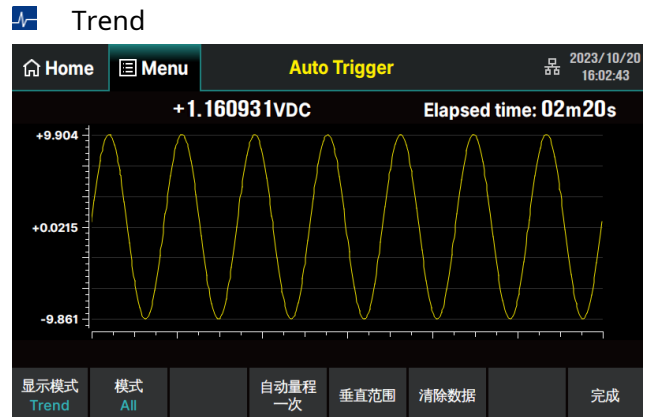 Trend
Home
Menu
Auto Trigger
2023/10/20
16:02:43
+1.160931VDC
Elapsed time: 02m20s
+9.904
+0.0215
-9.861
显示模式
Trend
模式
All
自动量程
一次
垂直范围
清除数据
完成